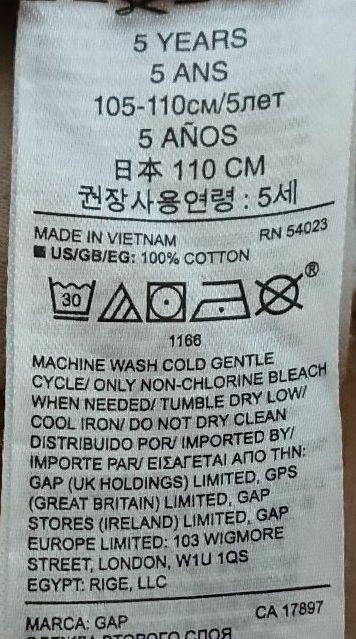 5 YEARS
5 ANS
105-110см/5лет
5 AÑOS
日本 110 CM
권장사용연령 : 5세
MADE IN VIETNAM RN 54023
US/GB/EG: 100% COTTON
30 ®
1166
MACHINE WASH COLD GENTLE
CYCLE/ ONLY NON-CHLORINE BLEACH
WHEN NEEDED/ TUMBLE DRY LOW/
COOL IRON/ DO NOT DRY CLEAN
DISTRIBUIDO POR/ IMPORTED BY/
IMPORTE PAR/ ΕΙΣΑΓΕΤΑΙ ΑΠΟ ΤΗΝ:
GAP (UK HOLDINGS) LIMITED, GPS
(GREAT BRITAIN) LIMITED, GAP
STORES (IRELAND) LIMITED, GAP
EUROPE LIMITED: 103 WIGMORE
STREET, LONDON, W1U 1QS
EGYPT: RIGE, LLC
MARCA: GAP CA 17897
ОДЕЖДА ВТОРОГО СЛОЯ